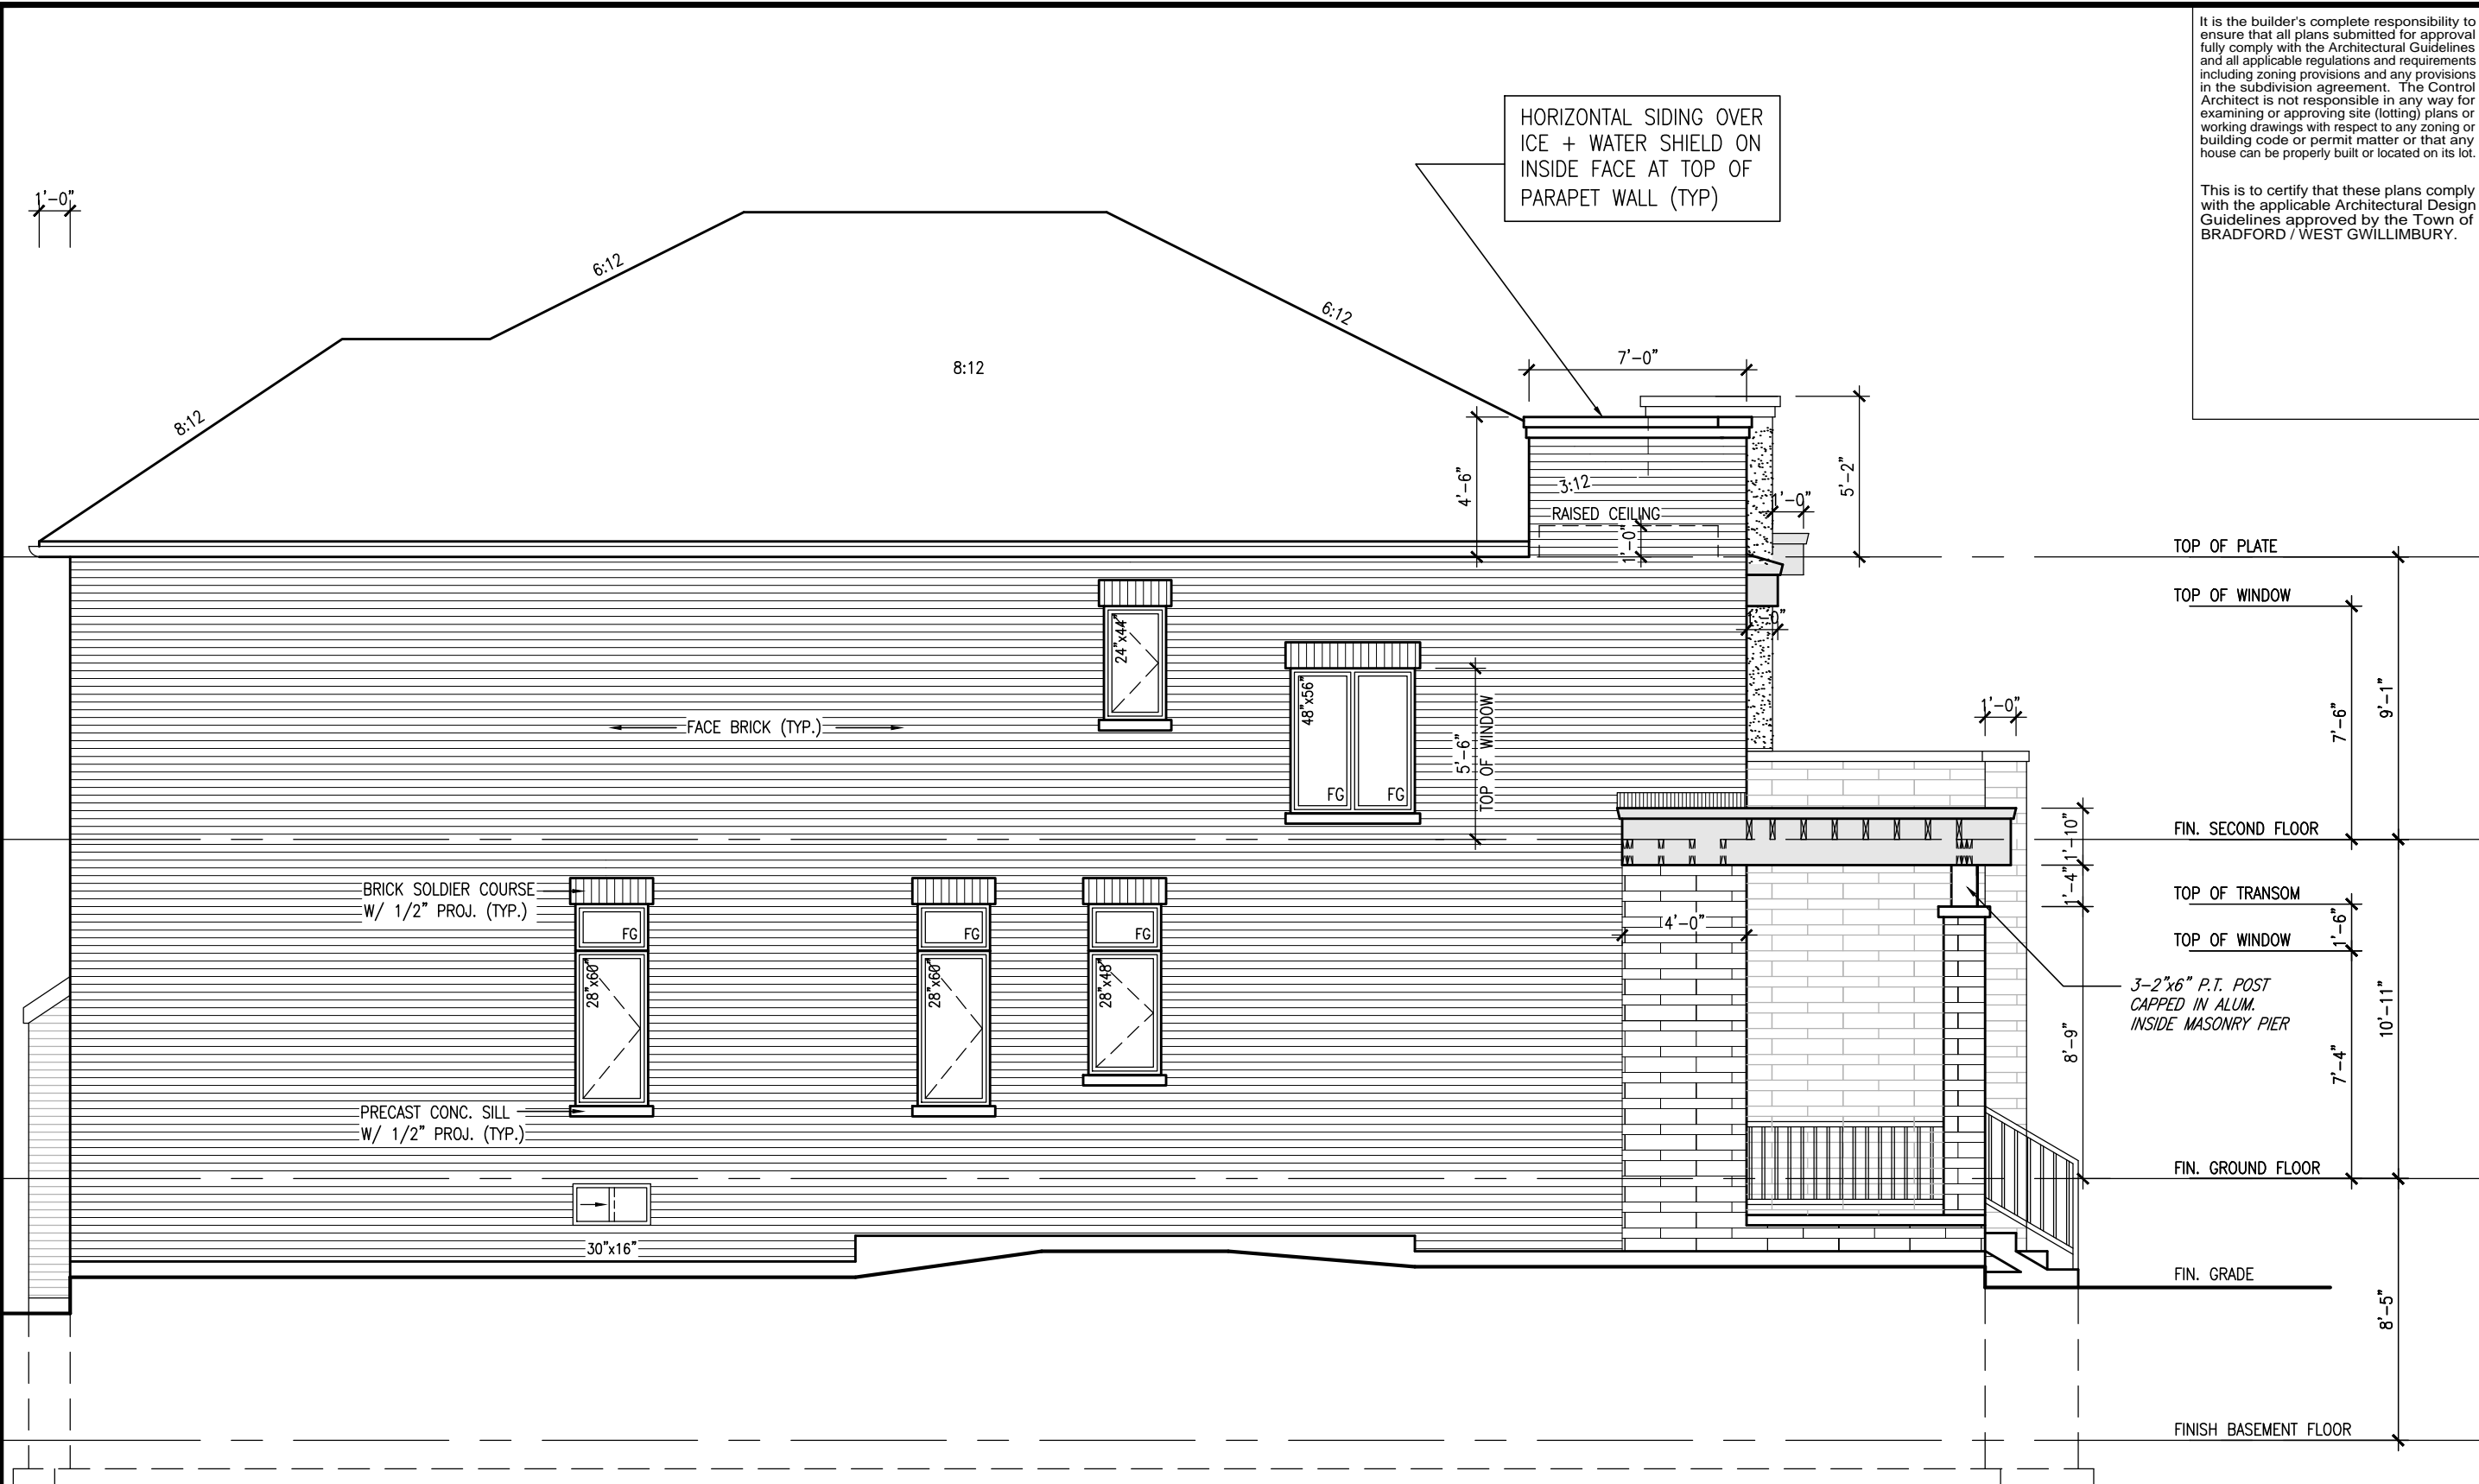 It is the builder's complete responsibility to
ensure that all plans submitted for approval
fully comply with the Architectural Guidelines
and all applicable regulations and requirements
including zoning provisions and any provisions
in the subdivision agreement.  The Control
Architect is not responsible in any way for
examining or approving site (lotting) plans or
working drawings with respect to any zoning or
building code or permit matter or that any
house can be properly built or located on its lot.
This is to certify that these plans comply
with the applicable Architectural Design
Guidelines approved by the Town of
BRADFORD / WEST GWILLIMBURY.
HORIZONTAL SIDING OVER
ICE + WATER SHIELD ON
INSIDE FACE AT TOP OF
PARAPET WALL (TYP)
1'-0"
6:12
6:12
8:12
8:12
7'-0"
4'-6"
5'-2"
3:12
RAISED CEILING
1'-0"
1'-0"
1'-0"
TOP OF PLATE
TOP OF WINDOW
24"x44"
48"x56"
FG
FG
5'-6"
TOP OF WINDOW
FACE BRICK (TYP.)
1'-0"
7'-6"
9'-1"
FIN. SECOND FLOOR
1'-10"
1'-4"
BRICK SOLDIER COURSE
W/ 1/2" PROJ. (TYP.)
FG
FG
FG
28"x60"
28"x60"
28"x48"
4'-0"
TOP OF TRANSOM
1'-6"
TOP OF WINDOW
3-2"x6" P.T. POST
CAPPED IN ALUM.
INSIDE MASONRY PIER
8'-9"
7'-4"
10'-11"
PRECAST CONC. SILL
W/ 1/2" PROJ. (TYP.)
FIN. GROUND FLOOR
30"x16"
FIN. GRADE
8'-5"
FINISH BASEMENT FLOOR